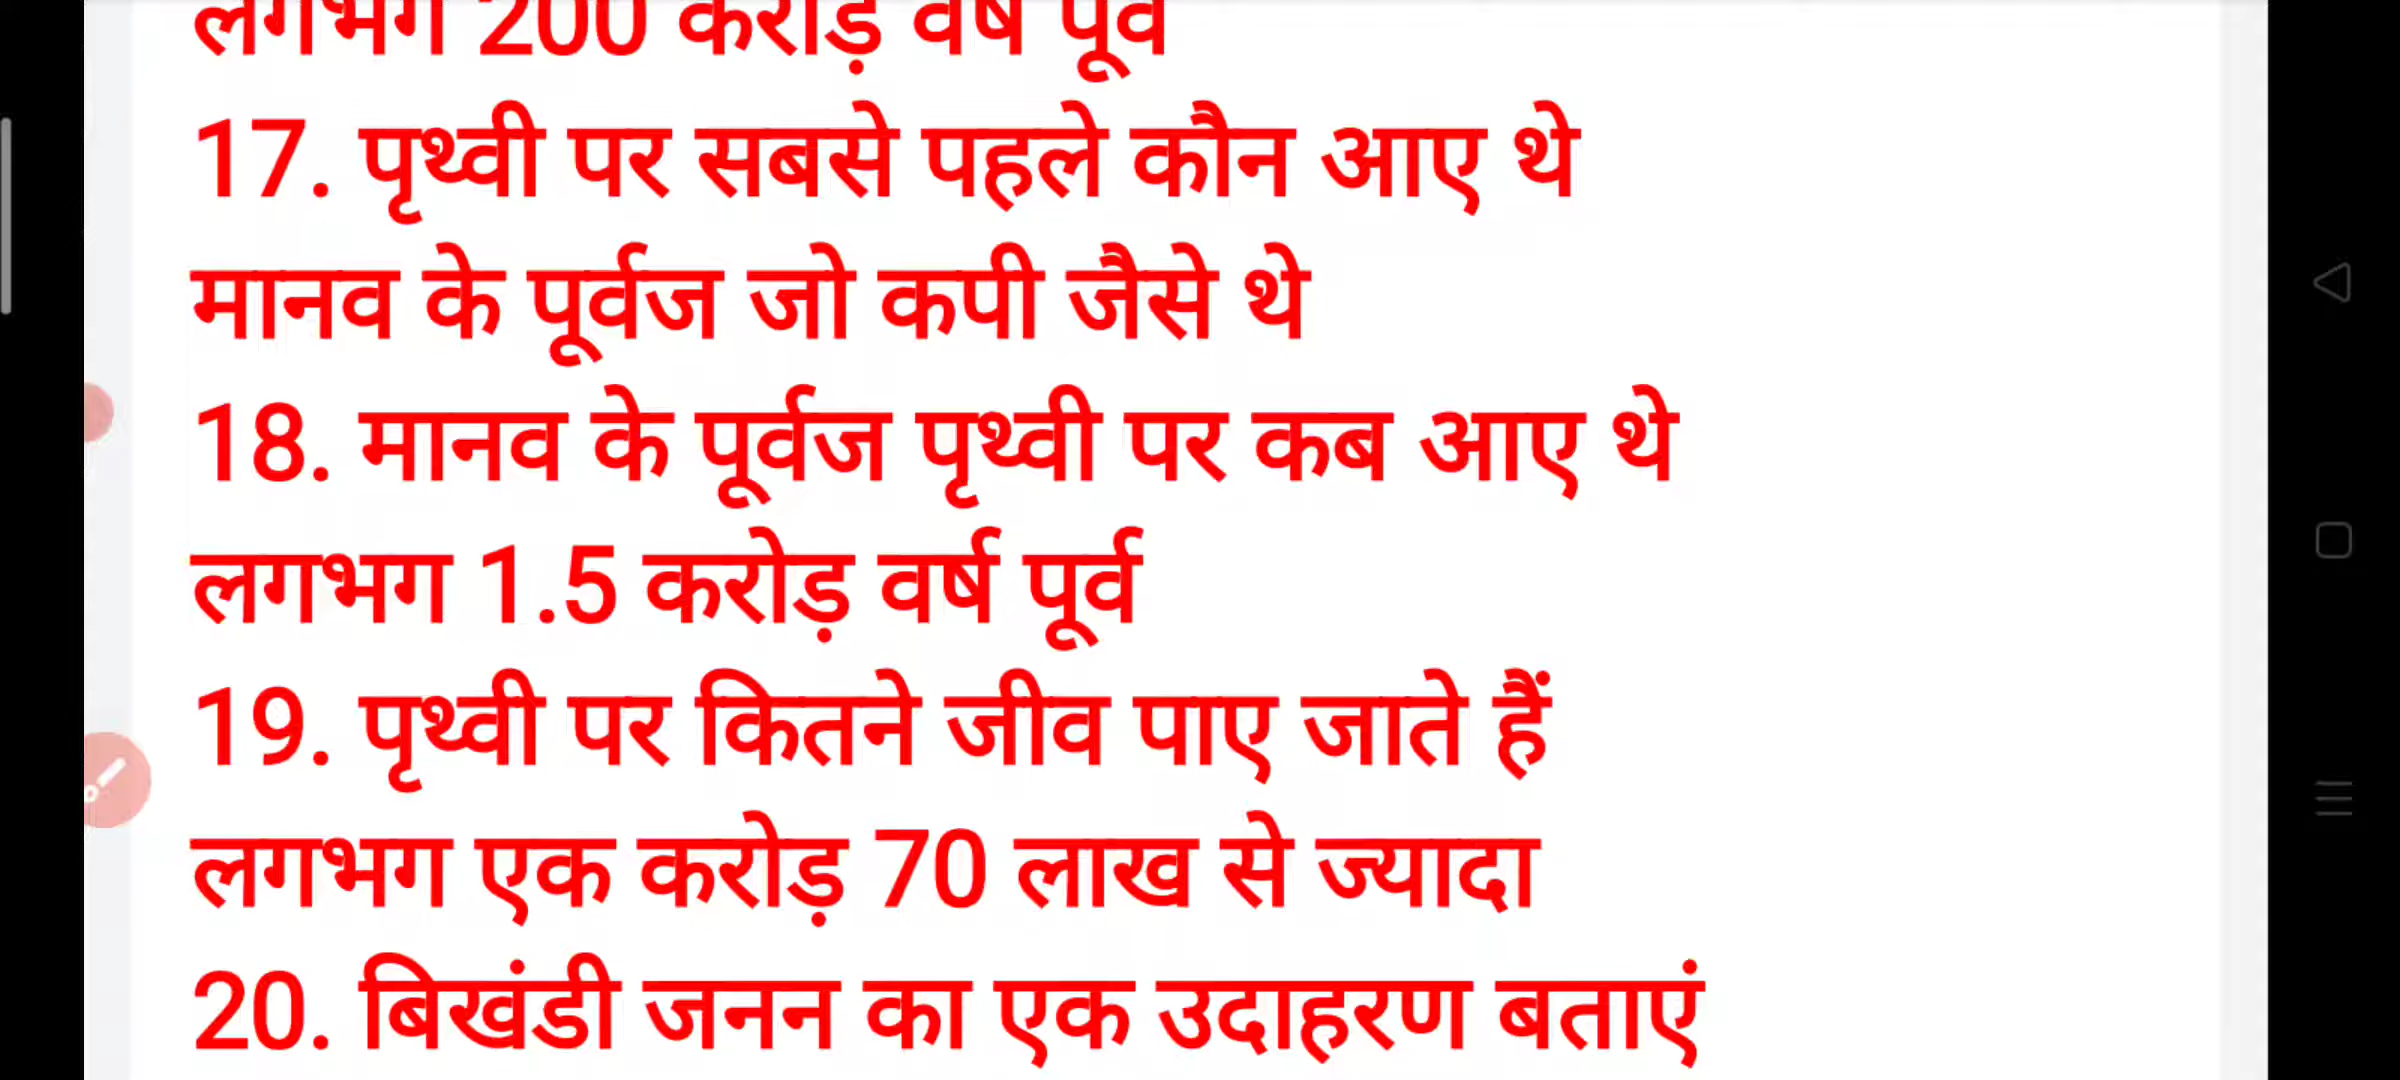 लगभग 200 करोड़ वर्ष पूर्व
17. पृथ्वी पर सबसे पहले कौन आए थे
मानव के पूर्वज जो कपी जैसे थे
18. मानव के पूर्वज पृथ्वी पर कब आए थे
लगभग 1.5 करोड़ वर्ष पूर्व
19. पृथ्वी पर कितने जीव पाए जाते हैं
लगभग एक करोड़ 70 लाख से ज्यादा
20. बिखंडी जनन का एक उदाहरण बताएं